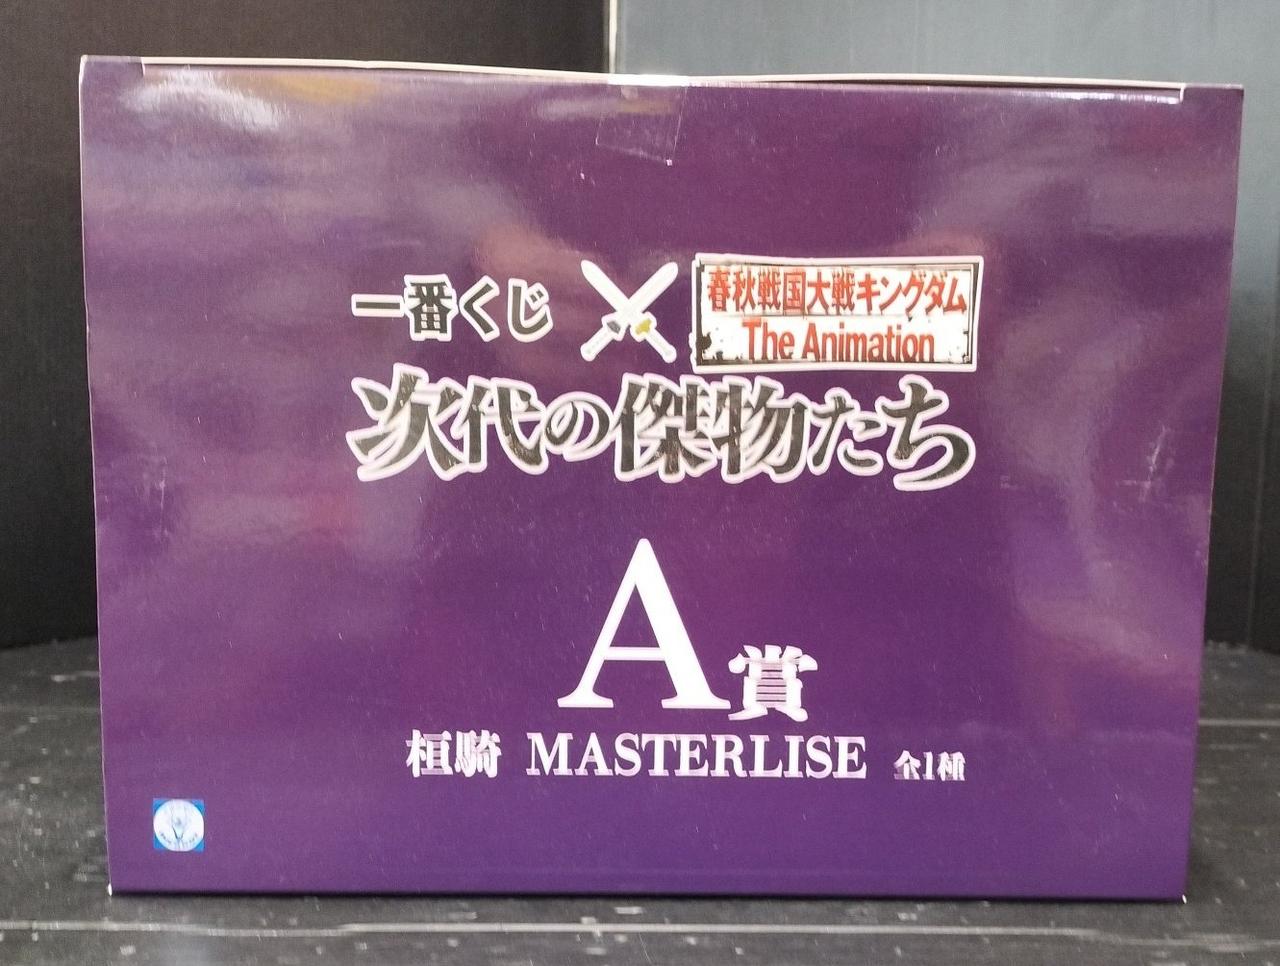 一番くじ
春秋戦国大戦キングダム
The Animation
次代の傑物たち
A賞
桓騎 MASTERLISE 全1種